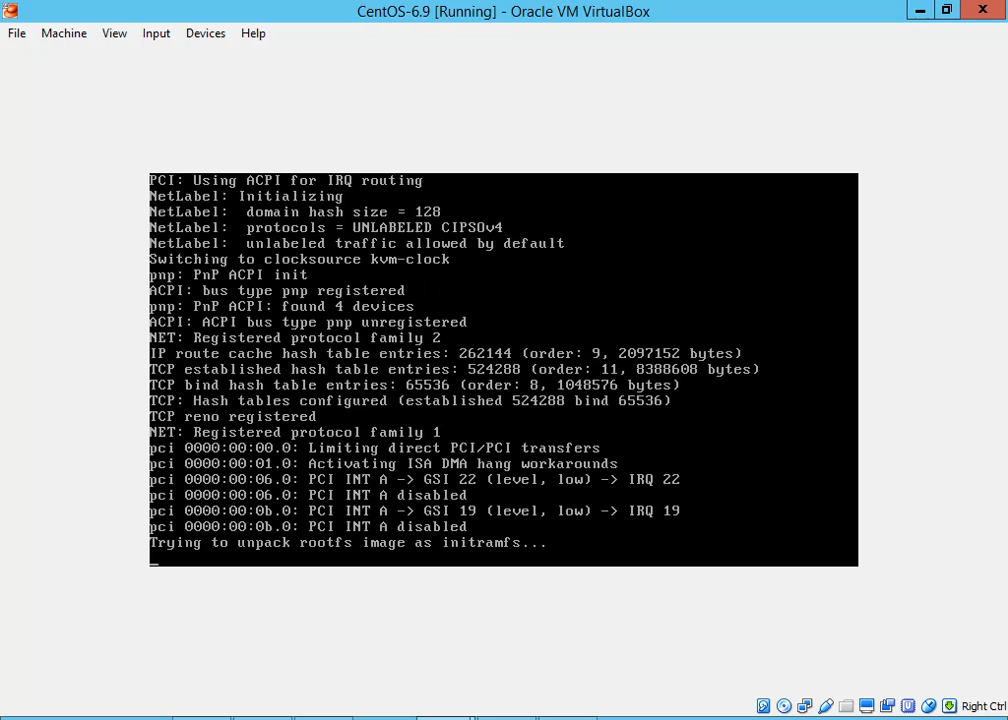 CentOS-6.9 [Running] - Oracle VM VirtualBox
File Machine View Input Devices Help
PCI: Using ACPI for IRQ routing
NetLabel: Initializing
NetLabel:  domain hash size = 128
NetLabel:  protocols = UNLABELED CIPSOv4
NetLabel:  unlabeled traffic allowed by default
Switching to clocksource kvm-clock
pnp: PnP ACPI init
ACPI: bus type pnp registered
pnp: PnP ACPI: found 4 devices
ACPI: ACPI bus type pnp unregistered
NET: Registered protocol family 2
IP route cache hash table entries: 262144 (order: 9, 2097152 bytes)
TCP established hash table entries: 524288 (order: 11, 8388608 bytes)
TCP bind hash table entries: 65536 (order: 8, 1048576 bytes)
TCP: Hash tables configured (established 524288 bind 65536)
TCP reno registered
NET: Registered protocol family 1
pci 0000:00:00.0: Limiting direct PCI/PCI transfers
pci 0000:00:01.0: Activating ISA DMA hang workarounds
pci 0000:00:06.0: PCI INT A -> GSI 22 (level, low) -> IRQ 22
pci 0000:00:06.0: PCI INT A disabled
pci 0000:00:0b.0: PCI INT A -> GSI 19 (level, low) -> IRQ 19
pci 0000:00:0b.0: PCI INT A disabled
Trying to unpack rootfs image as initramfs...
Right Ctrl